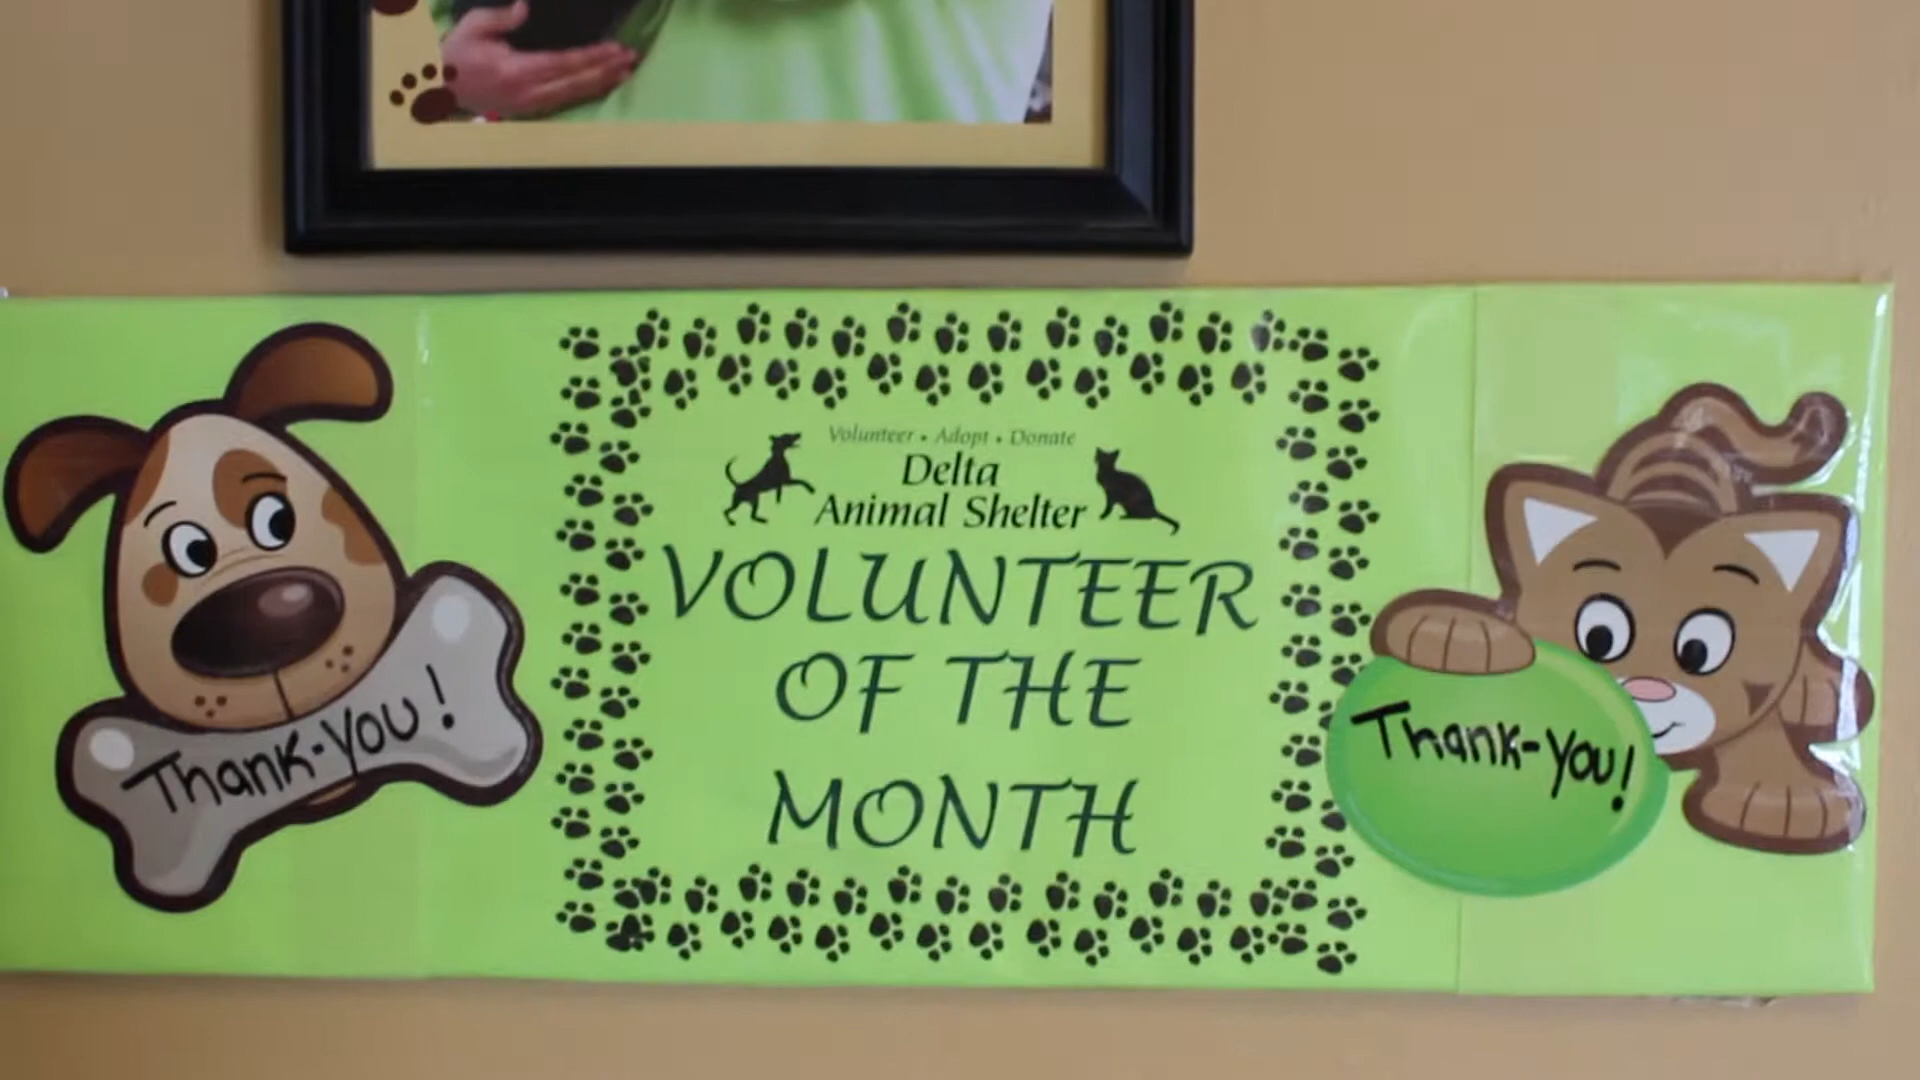 Volunteer • Adopt • Donate
Delta
Animal Shelter
VOLUNTEER
OF THE
MONTH
Thank-you!
Thank-you!